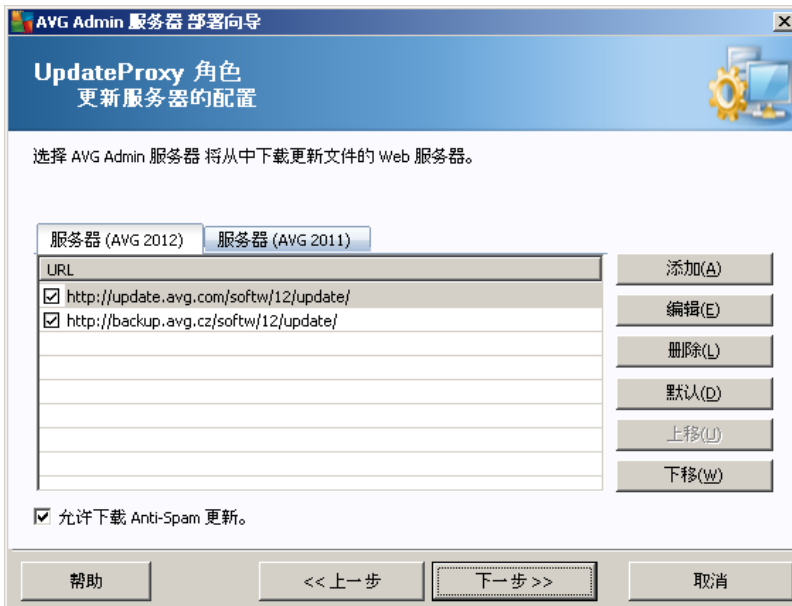 AVG Admin 服务器 部署向导
UpdateProxy 角色
更新服务器的配置
选择 AVG Admin 服务器 将从中下载更新文件的 Web 服务器。
服务器 (AVG 2012) 服务器 (AVG 2011)
URL
http://update.avg.com/softw/12/update/
http://backup.avg.cz/softw/12/update/
添加(A)
编辑(E)
删除(L)
默认(D)
上移(U)
下移(W)
允许下载 Anti-Spam 更新。
帮助 <<上一步 下一步>> 取消